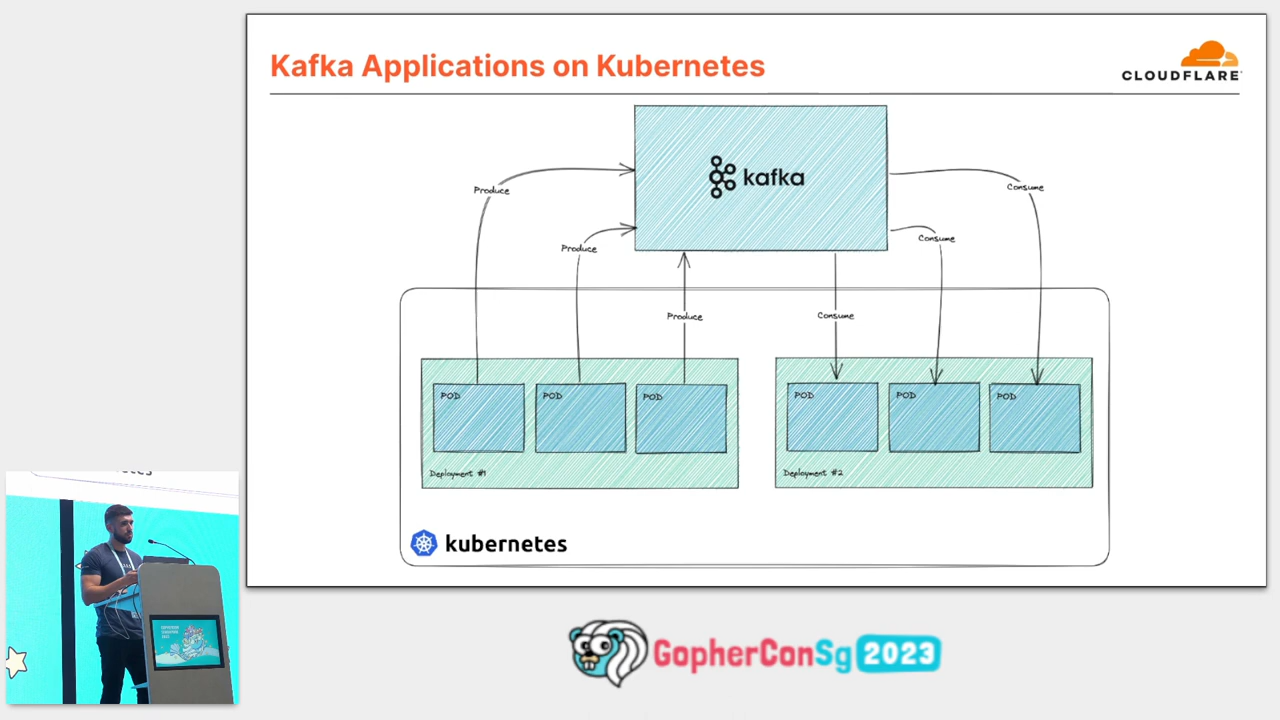 Kafka Applications on Kubernetes
CLOUDFLARE
kafka
Produce
Consume
Produce
Consume
Produce
Consume
POD
POD
POD
POD
POD
POD
Deployment #1
Deployment #2
kubernetes
GopherConSg 2023